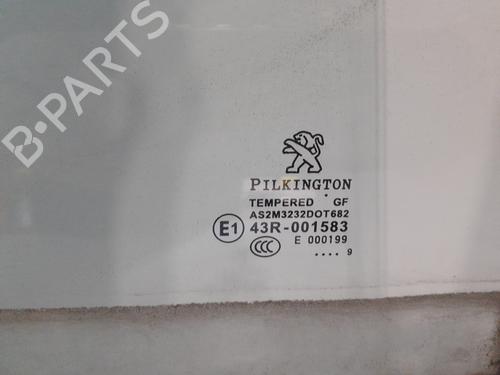 B-PARTS
PILKINGTON
TEMPERED GF
AS2M3232DOT682
E1 43R-001583
CCC E 000199
.... 9